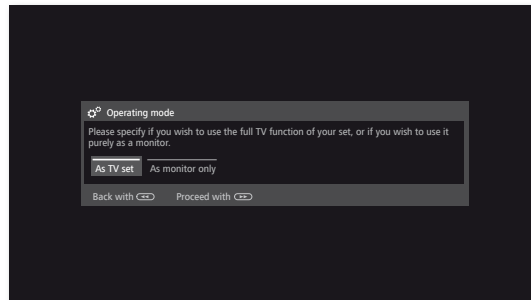 Operating mode
Please specify if you wish to use the full TV function of your set, or if you wish to use it
purely as a monitor.
As TV set As monitor only
Back with Proceed with